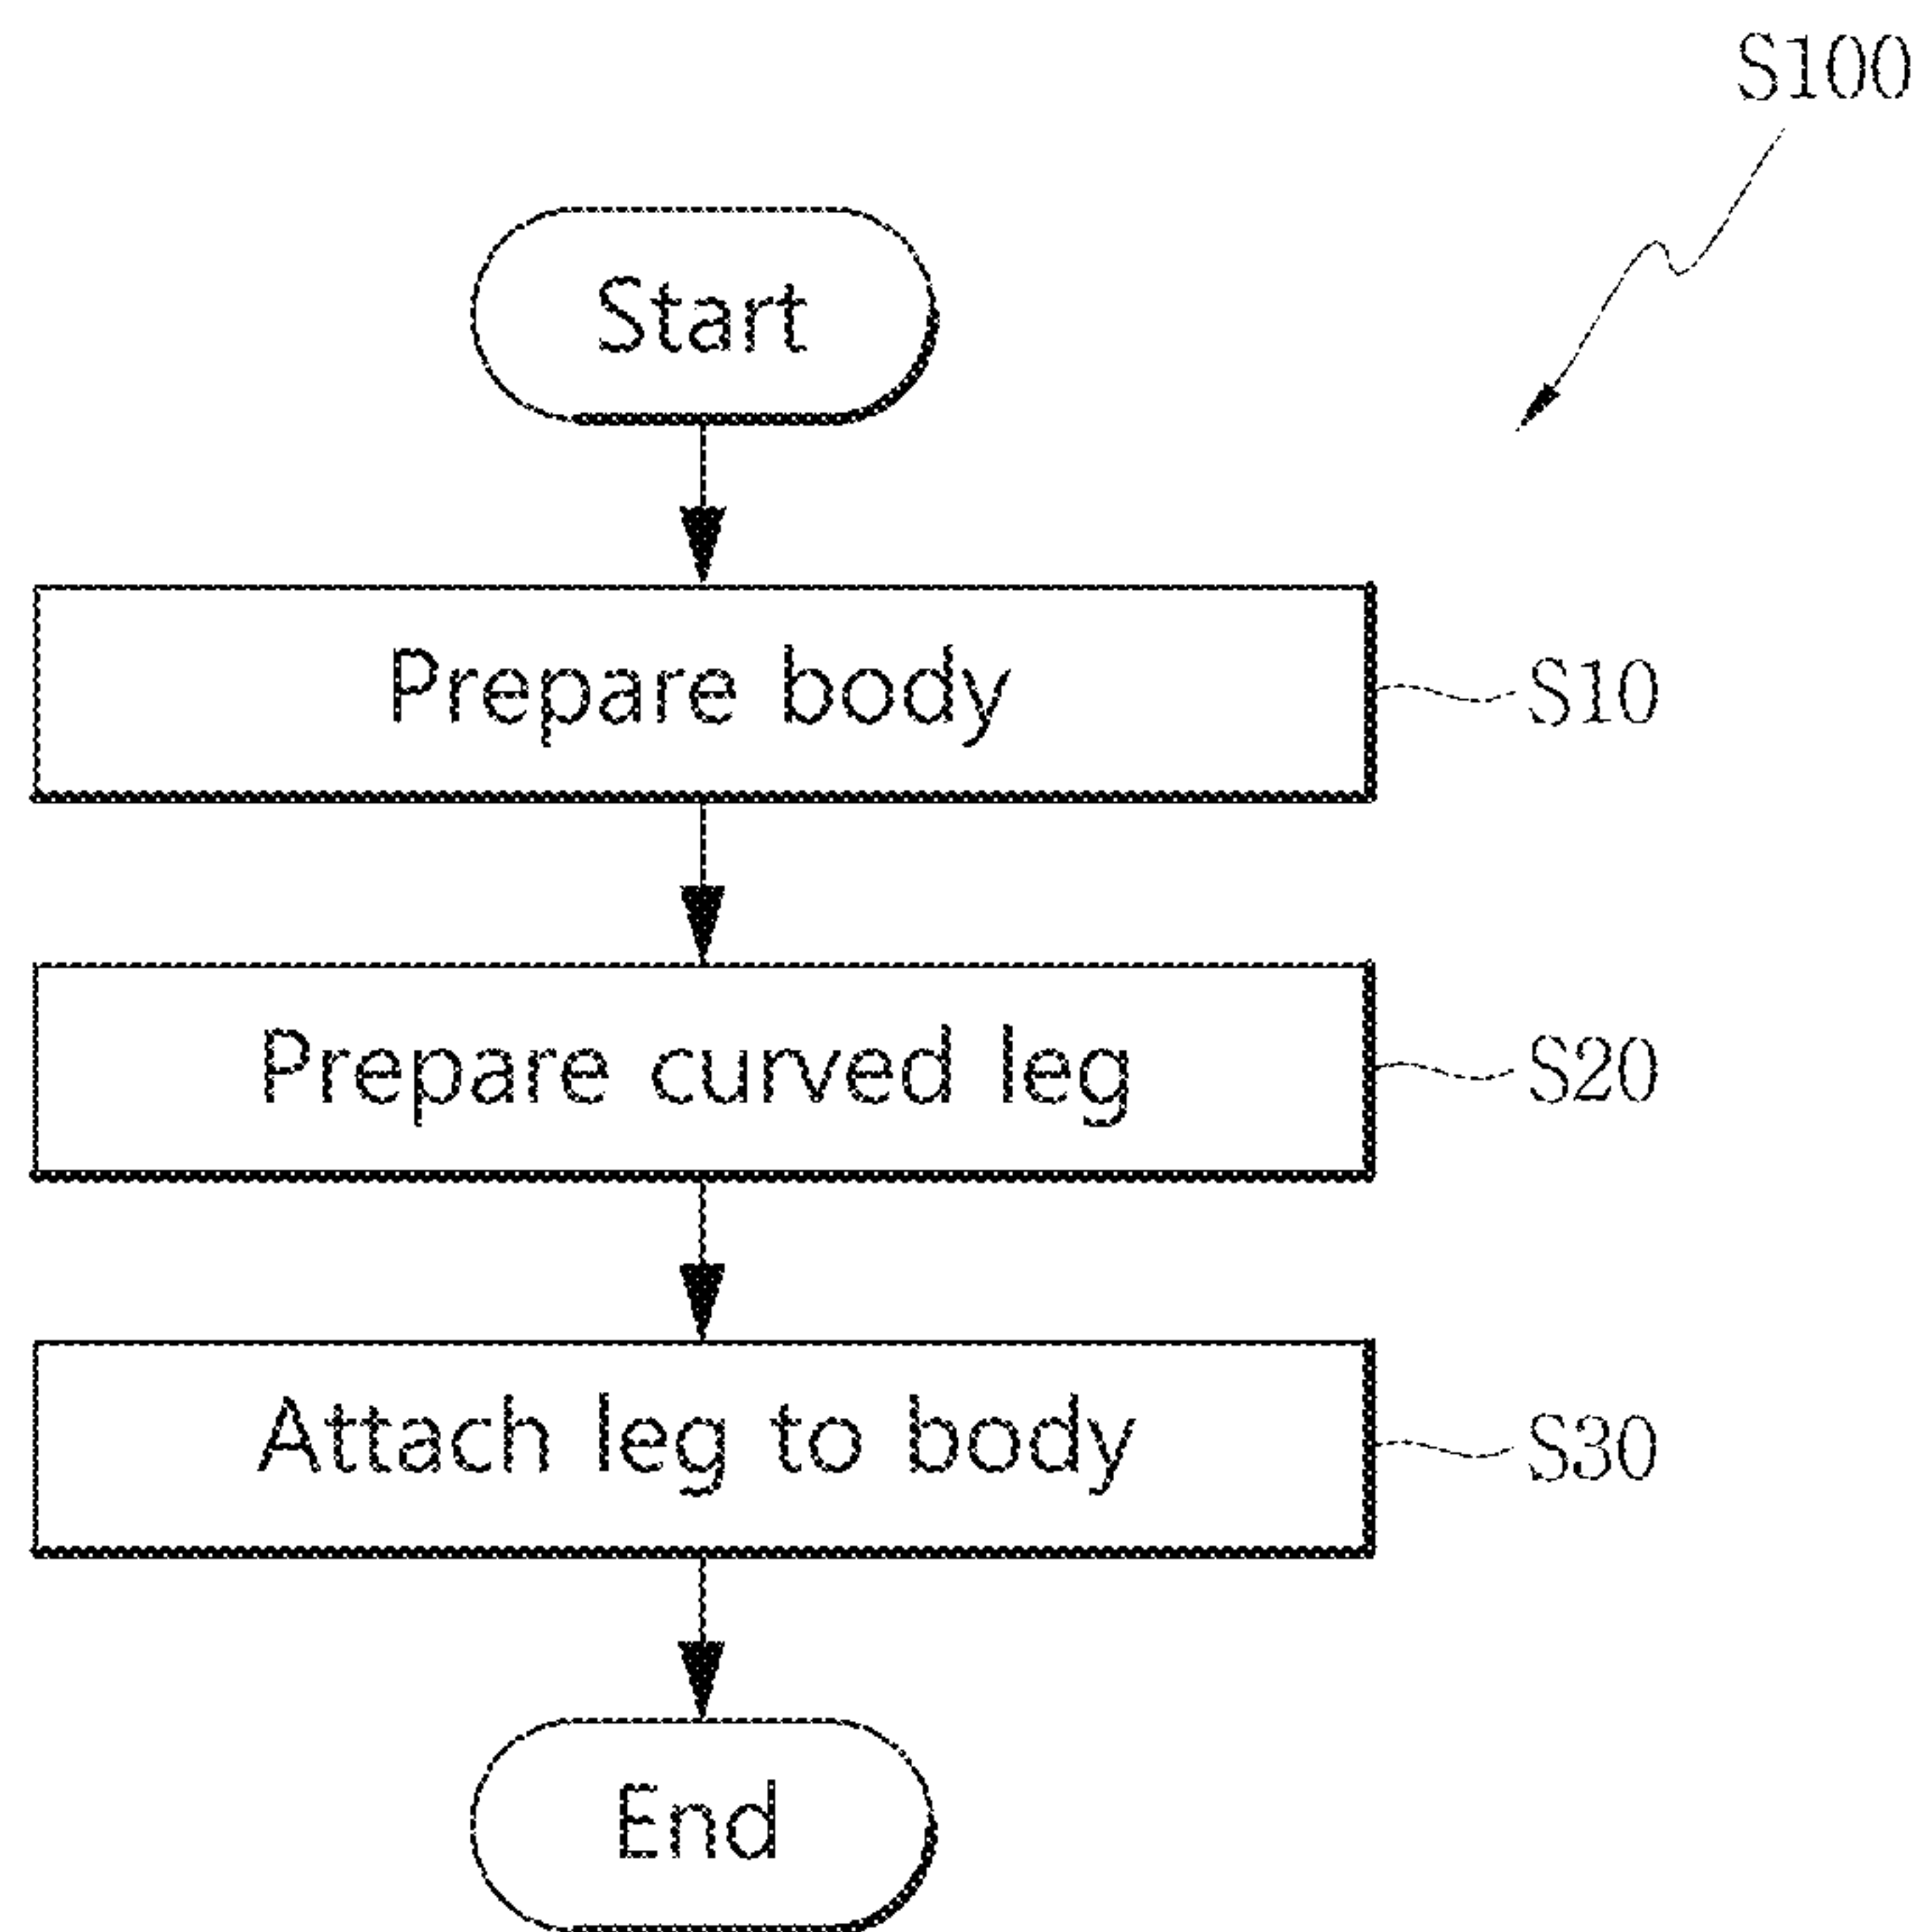 S100
Start
Prepare body
S10
Prepare curved leg
S20
Attach leg to body
S30
End